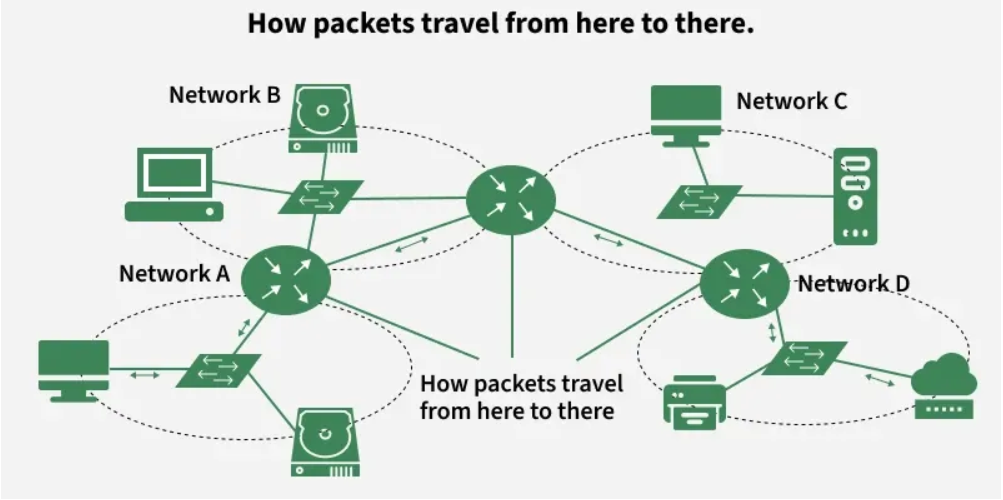 How packets travel from here to there.
Network B
Network C
Network A
Network D
How packets travel
from here to there